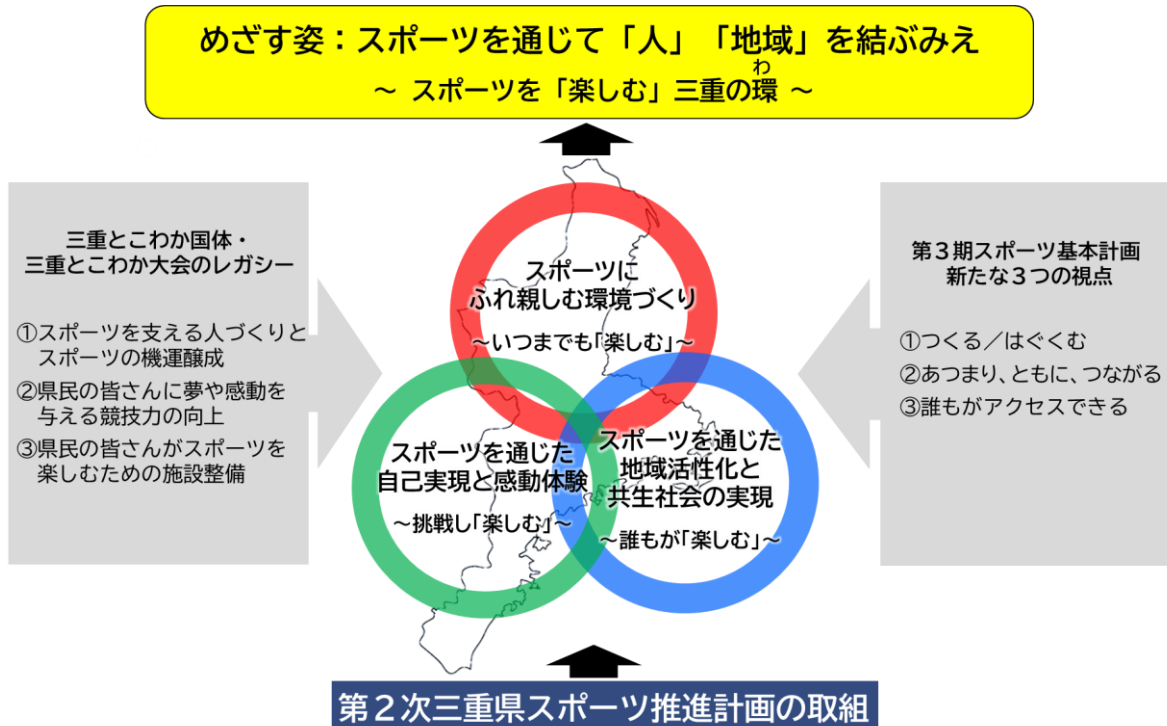 めざす姿：スポーツを通じて「人」「地域」を結ぶみえ
わ
～ スポーツを「楽しむ」三重の環 ～
三重とこわか国体・
三重とこわか大会のレガシー
①スポーツを支える人づくりと
スポーツの機運醸成
②県民の皆さんに夢や感動を
与える競技力の向上
③県民の皆さんがスポーツを
楽しむための施設整備
スポーツに
ふれ親しむ環境づくり
～いつまでも「楽しむ」～
スポーツを通じた
自己実現と感動体験
～挑戦し「楽しむ」～
スポーツを通じた
地域活性化と
共生社会の実現
～誰もが「楽しむ」～
第３期スポーツ基本計画
新たな３つの視点
①つくる／はぐくむ
②あつまり、ともに、つながる
③誰もがアクセスできる
第２次三重県スポーツ推進計画の取組